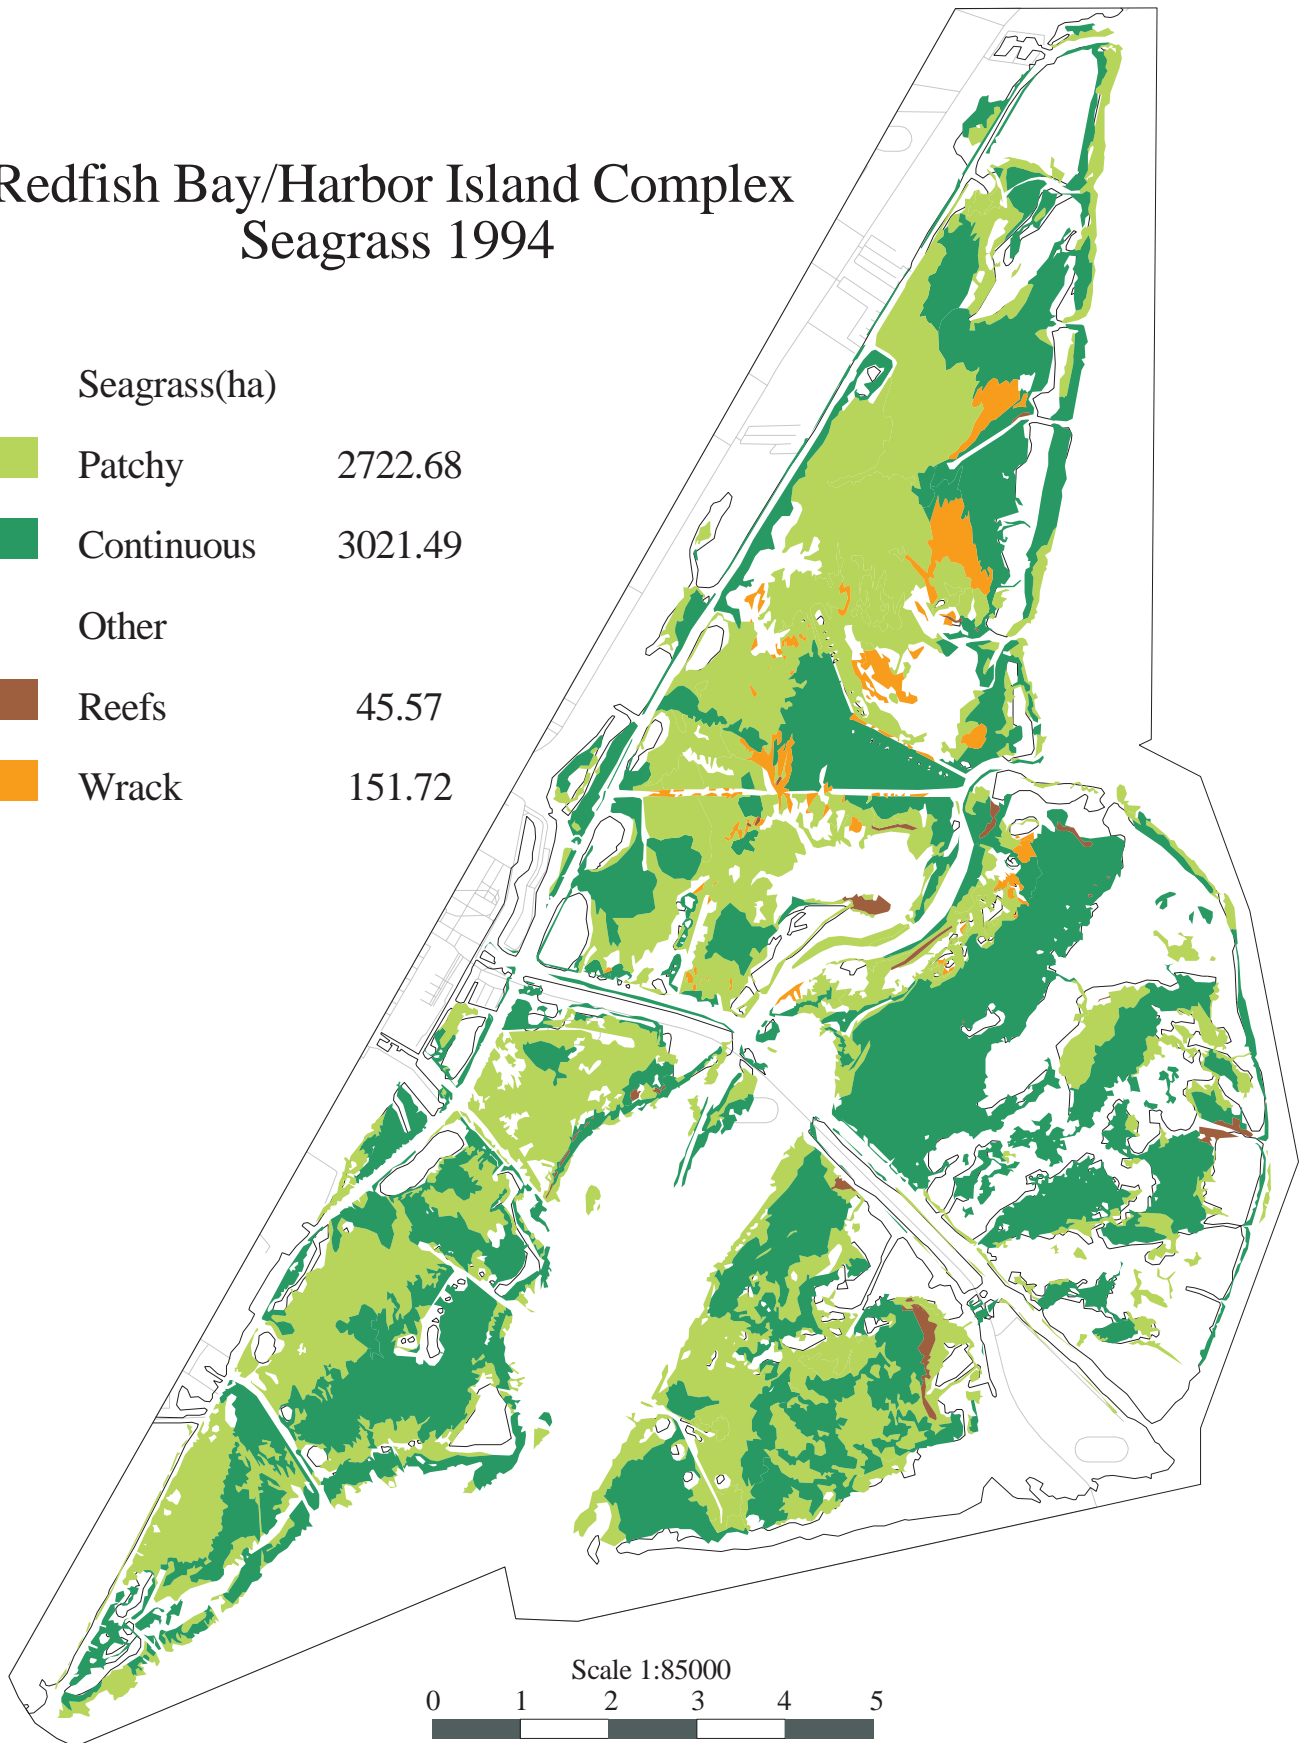 Redfish Bay/Harbor Island Complex
Seagrass 1994
Seagrass(ha)
Patchy 2722.68
Continuous 3021.49
Other
Reefs 45.57
Wrack 151.72
Scale 1:85000
0 1 2 3 4 5